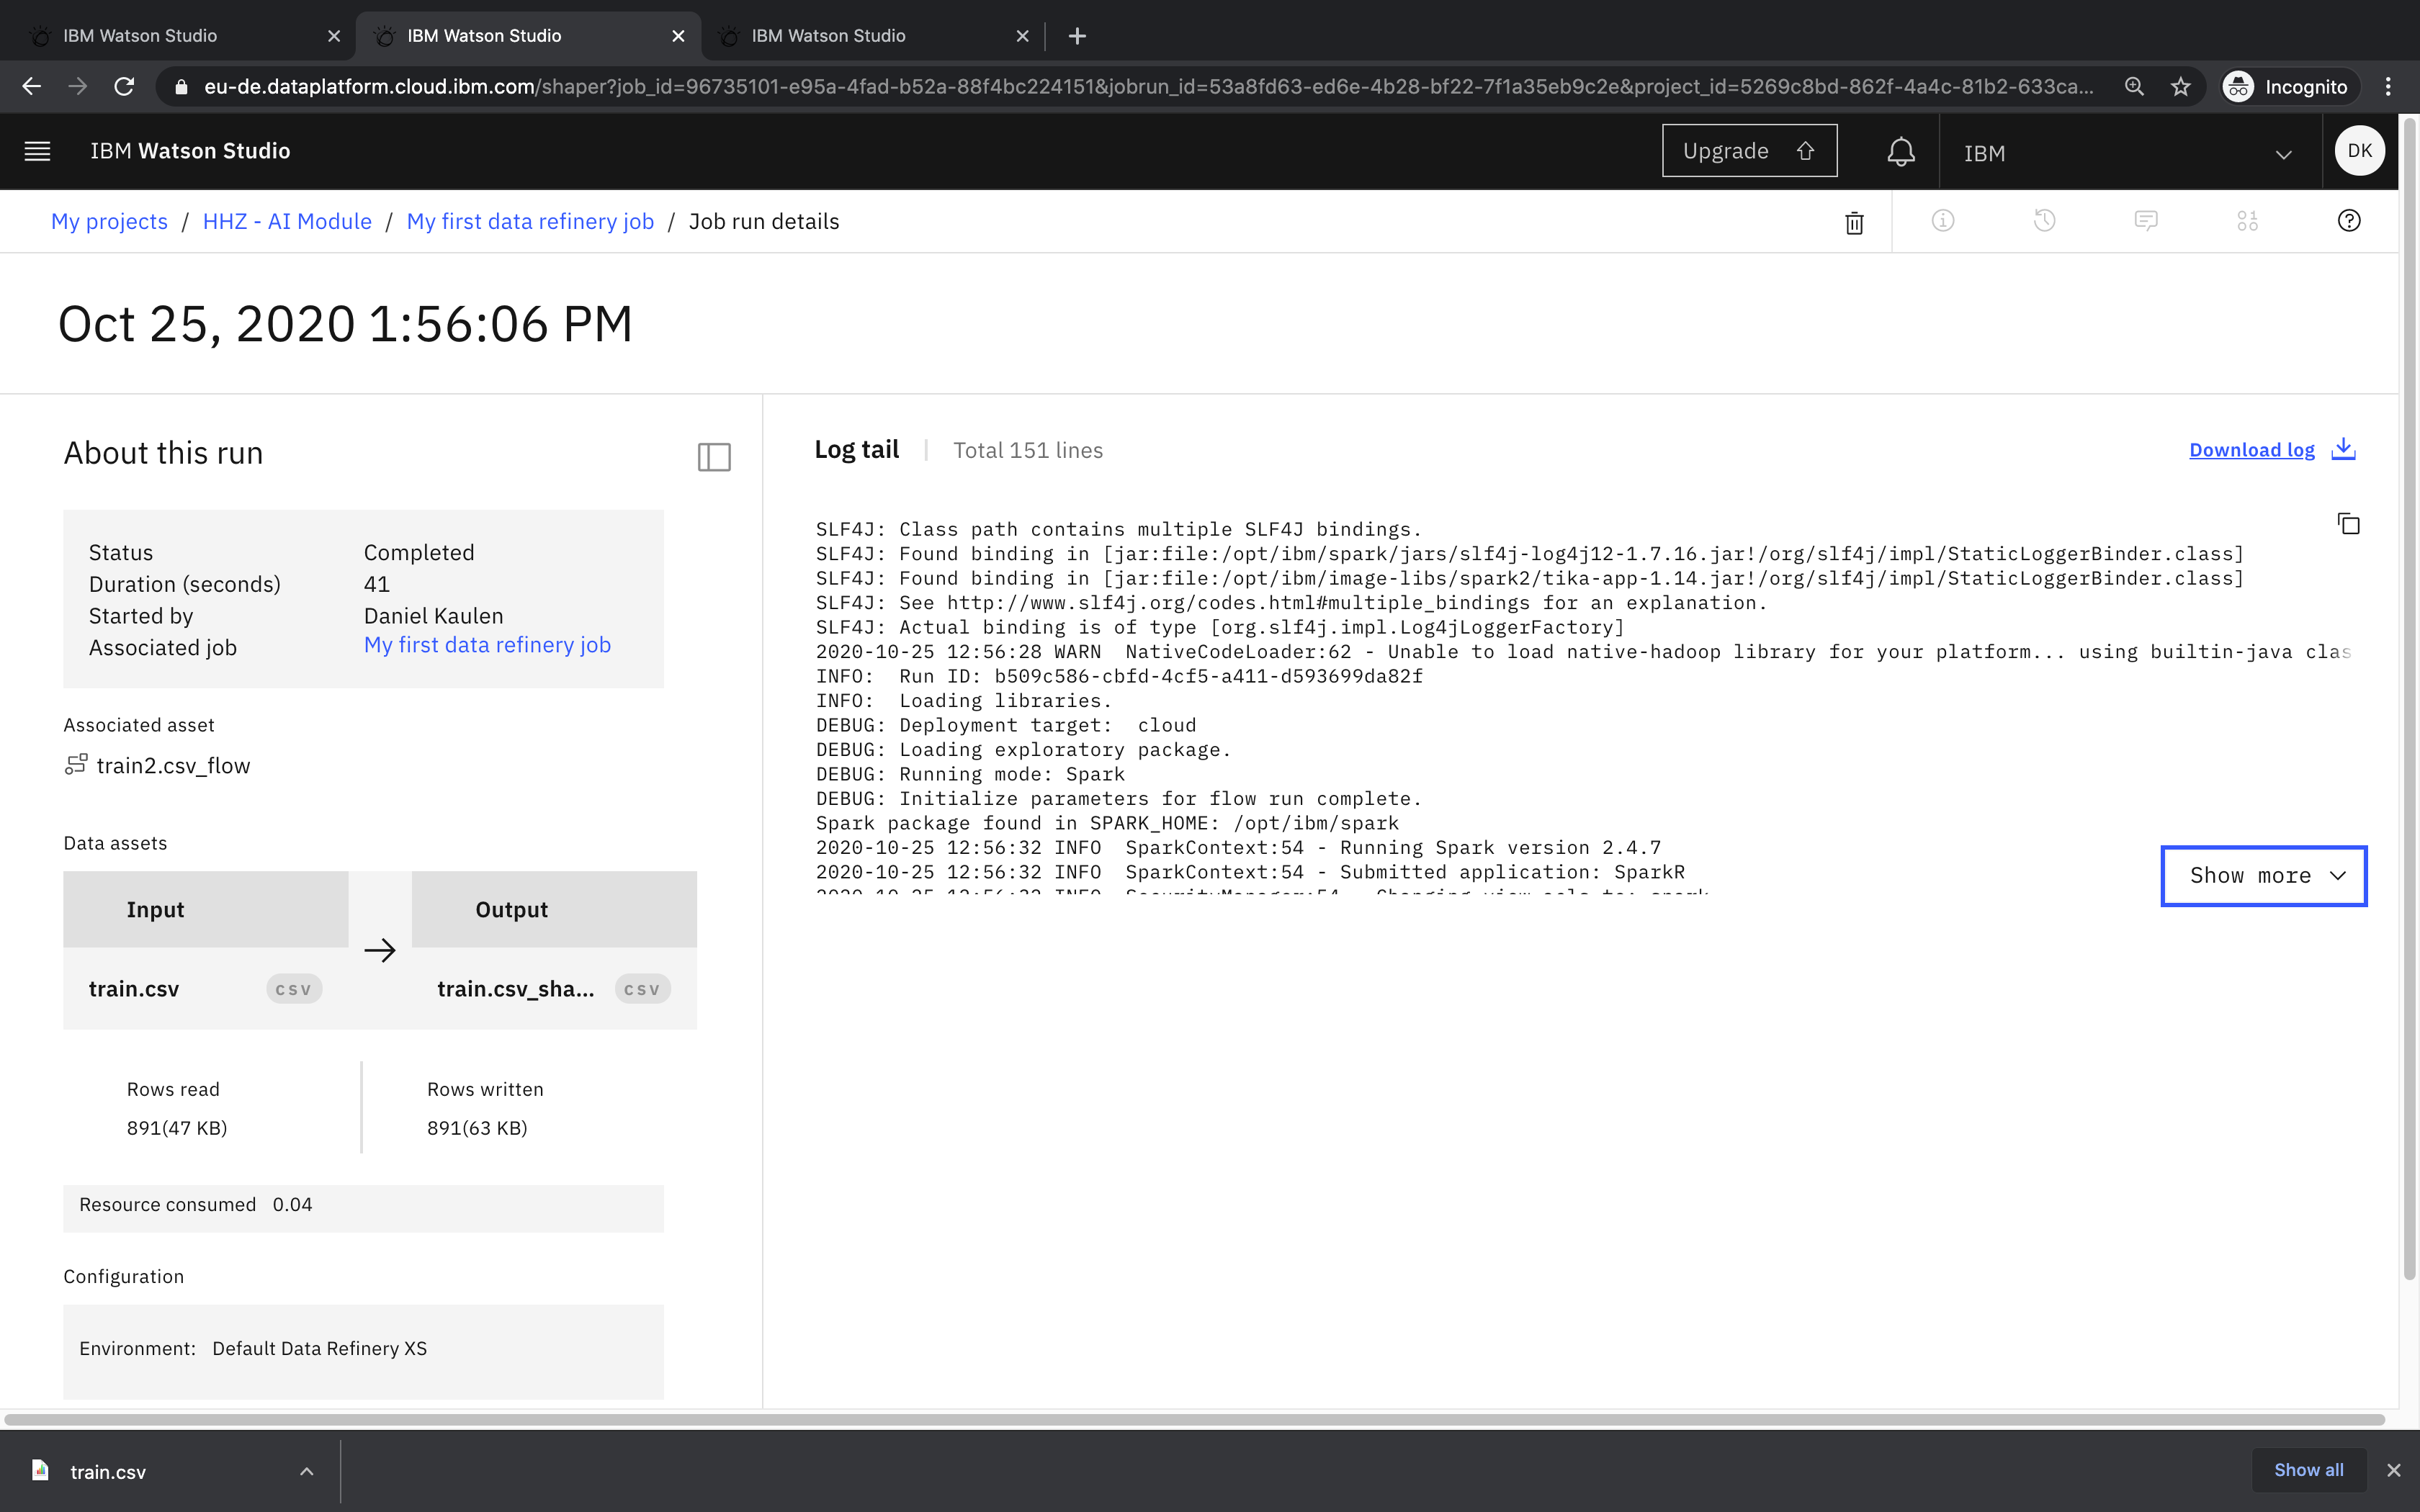 IBM Watson Studio
IBM Watson Studio
IBM Watson Studio
eu-de.dataplatform.cloud.ibm.com/shaper?job_id=96735101-e95a-4fad-b52a-88f4bc224151&jobrun_id=53a8fd63-ed6e-4b28-bf22-7f1a35eb9c2e&project_id=5269c8bd-862f-4a4c-81b2-633ca...
Incognito
IBM Watson Studio
Upgrade
IBM
DK
My projects / HHZ - AI Module / My first data refinery job / Job run details
Oct 25, 2020 1:56:06 PM
About this run
Status Completed
Duration (seconds) 41
Started by Daniel Kaulen
Associated job My first data refinery job
Associated asset
train2.csv_flow
Data assets
Input Output
train.csv csv train.csv_sha... csv
Rows read Rows written
891(47 KB) 891(63 KB)
Resource consumed 0.04
Configuration
Environment: Default Data Refinery XS
Log tail Total 151 lines
Download log
SLF4J: Class path contains multiple SLF4J bindings.
SLF4J: Found binding in [jar:file:/opt/ibm/spark/jars/slf4j-log4j12-1.7.16.jar!/org/slf4j/impl/StaticLoggerBinder.class]
SLF4J: Found binding in [jar:file:/opt/ibm/image-libs/spark2/tika-app-1.14.jar!/org/slf4j/impl/StaticLoggerBinder.class]
SLF4J: See http://www.slf4j.org/codes.html#multiple_bindings for an explanation.
SLF4J: Actual binding is of type [org.slf4j.impl.Log4jLoggerFactory]
2020-10-25 12:56:28 WARN  NativeCodeLoader:62 - Unable to load native-hadoop library for your platform... using builtin-java clas
INFO:  Run ID: b509c586-cbfd-4cf5-a411-d593699da82f
INFO:  Loading libraries.
DEBUG: Deployment target:  cloud
DEBUG: Loading exploratory package.
DEBUG: Running mode: Spark
DEBUG: Initialize parameters for flow run complete.
Spark package found in SPARK_HOME: /opt/ibm/spark
2020-10-25 12:56:32 INFO  SparkContext:54 - Running Spark version 2.4.7
2020-10-25 12:56:32 INFO  SparkContext:54 - Submitted application: SparkR
2020-10-25 12:56:32 INFO  SecurityManager:54 - Changing view acls to: spark
Show more
train.csv
Show all